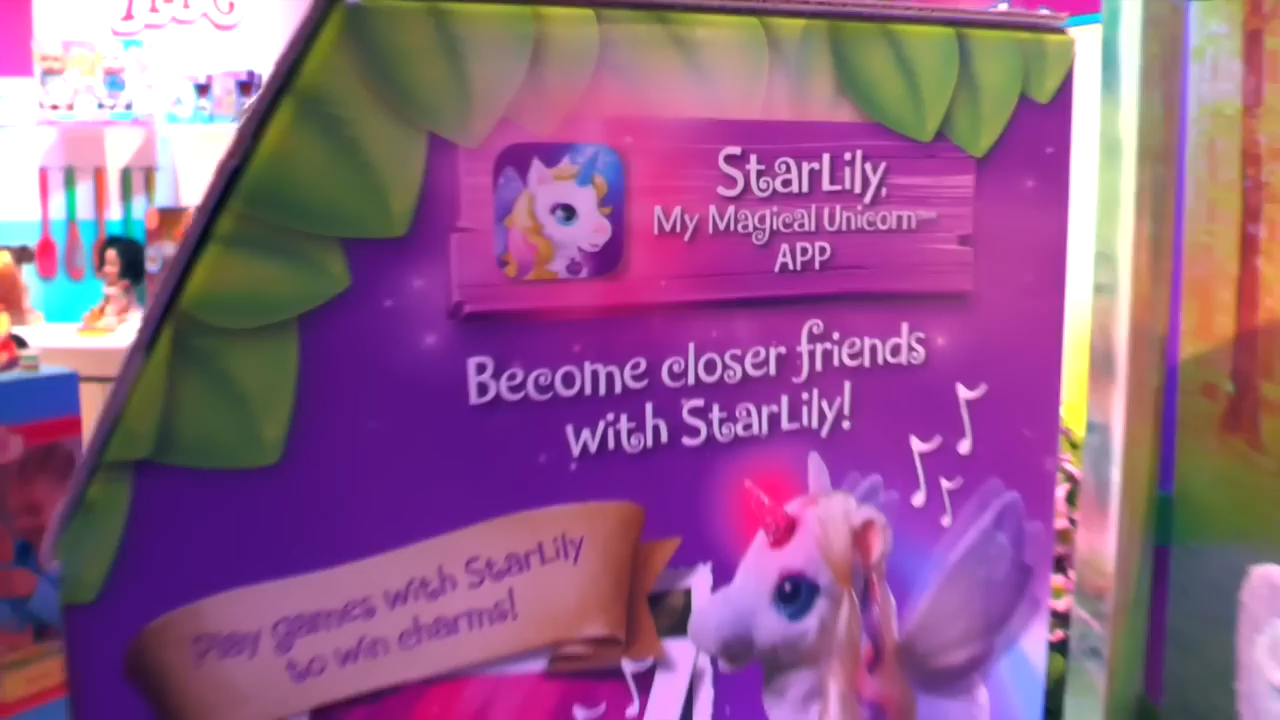 StarLily,
My Magical Unicorn
APP
Become closer friends
with StarLily!
Play games with StarLily
to win charms!